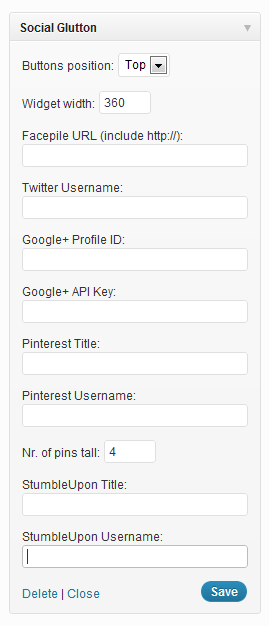 Social Glutton
Buttons position: Top
Widget width: 360
Facepile URL (include http://):
Twitter Username:
Google+ Profile ID:
Google+ API Key:
Pinterest Title:
Pinterest Username:
Nr. of pins tall: 4
StumbleUpon Title:
StumbleUpon Username:
Delete | Close Save